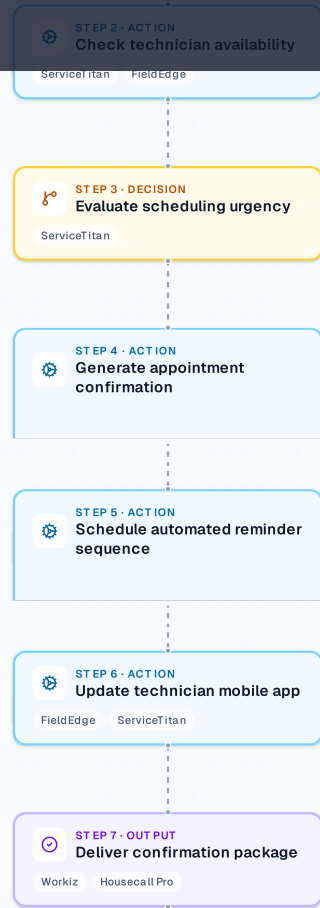 STEP 2 · ACTION
Check technician availability
ServiceTitan FieldEdge
STEP 3 · DECISION
Evaluate scheduling urgency
ServiceTitan
STEP 4 · ACTION
Generate appointment
confirmation
STEP 5 · ACTION
Schedule automated reminder
sequence
STEP 6 · ACTION
Update technician mobile app
FieldEdge ServiceTitan
STEP 7 · OUTPUT
Deliver confirmation package
Workiz Housecall Pro